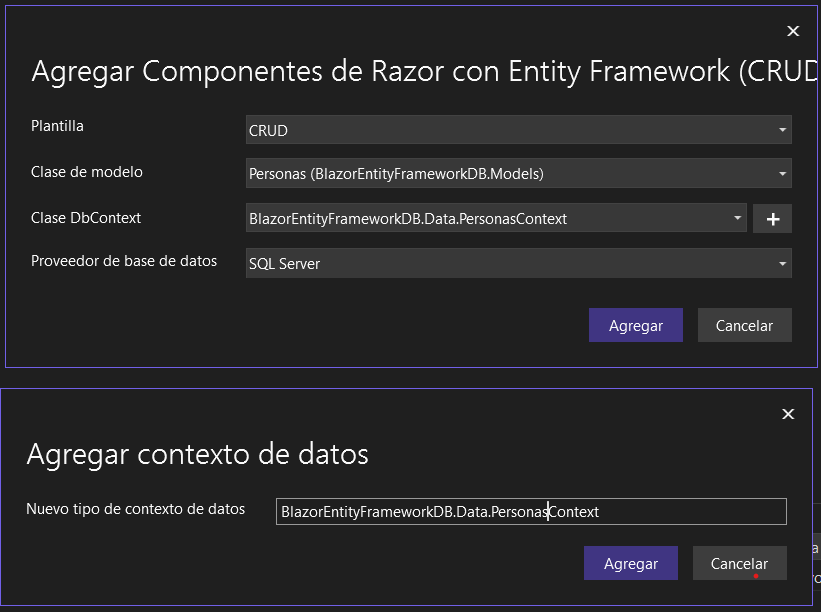 Agregar Componentes de Razor con Entity Framework (CRUD
Plantilla
CRUD
Clase de modelo
Personas (BlazorEntityFrameworkDB.Models)
Clase DbContext
BlazorEntityFrameworkDB.Data.PersonasContext
Proveedor de base de datos
SQL Server
Agregar
Cancelar
Agregar contexto de datos
Nuevo tipo de contexto de datos
BlazorEntityFrameworkDB.Data.PersonasContext
Agregar
Cancelar